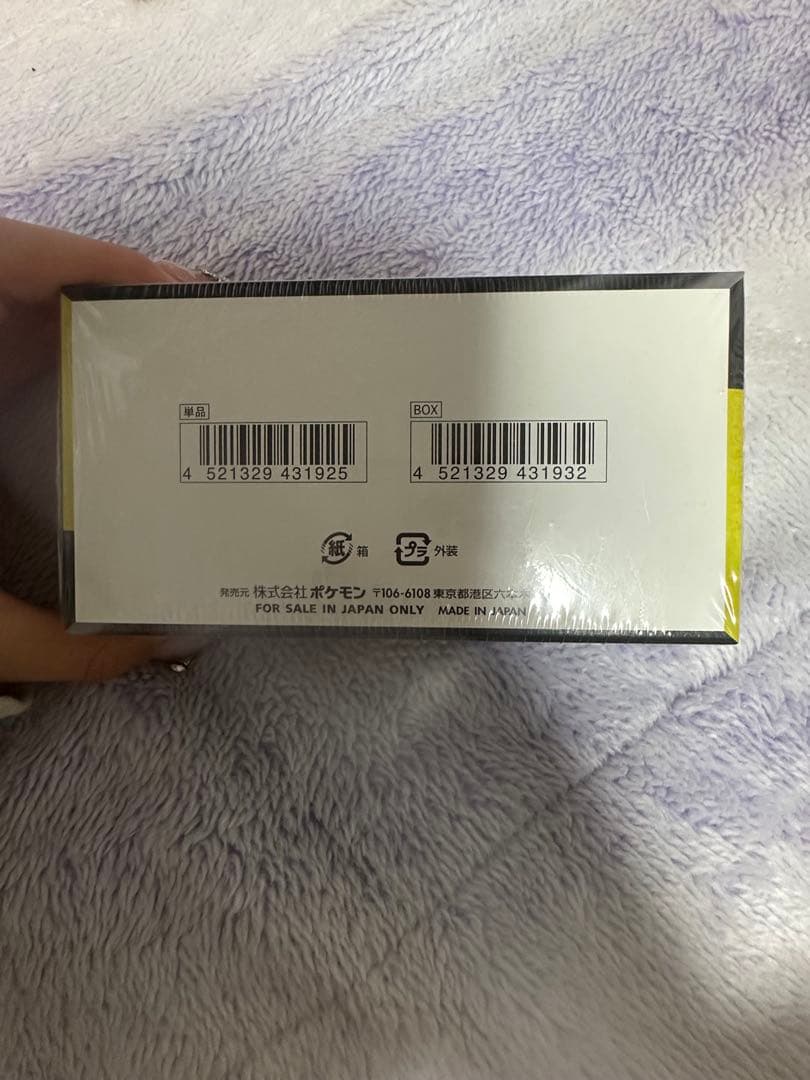 単品
4 521329 431925
BOX
4 521329 431932
紙 箱
プラ 外装
発売元 株式会社 ポケモン 〒106-6108 東京都港区六本木
FOR SALE IN JAPAN ONLY MADE IN JAPAN